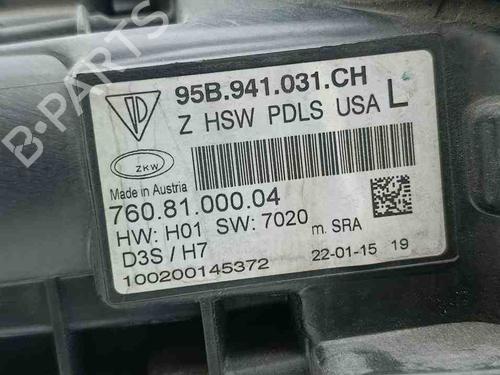 B-PARTS
95B.941.031.CH
Z HSW PDLS USA L
ZKW
Made in Austria
760.81.000.04
HW: H01 SW: 7020 m. SRA
D3S / H7
100200145372 22-01-15 19